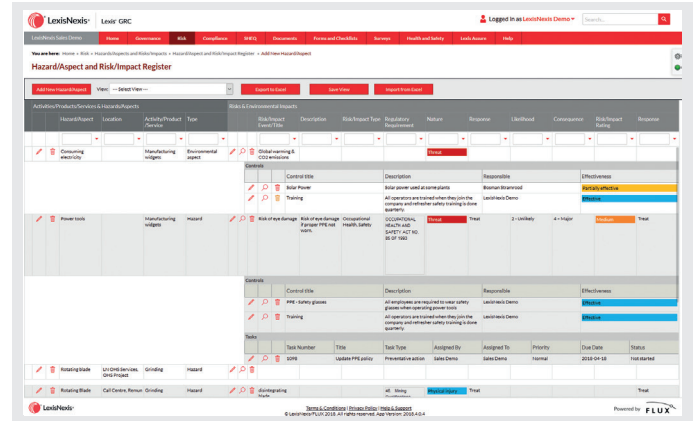 LexisNexis® Lexis® GRC
Logged in as LexisNexis Demo
Search...
LexisNexis Sales Demo Home Governance Risk Compliance SHEQ Documents Forms and Checklists Surveys Health and Safety Lexis Assure Help
You are here: Home » Risk » Hazards/Aspects and Risks/Impacts » Hazard/Aspect and Risk/Impact Register » Add New Hazard/Aspect
Hazard/Aspect and Risk/Impact Register
Add New Hazard/Aspect View: --- Select View --- Export to Excel Save View Import from Excel
Activities/Products/Services & Hazards/Aspects Risks & Environmental Impacts
Hazard/Aspect Location Activity/Product Type Risk/Impact Description Risk/Impact Type Regulatory Nature Response Likelihood Consequence Risk/Impact Response
/Service Event/Title Requirement Rating
Consuming Manufacturing Environmental Global warming & Threat
electricity widgets aspect CO2 emissions
Controls
Control title Description Responsible Effectiveness
Solar Power Solar power used at some plants Bosman Partially effective
Training All operators are trained when they join the LexisNexis Demo Effective
company and refresher safety training is done
quarterly.
Power tools Manufacturing Hazard Risk of eye damage Risk of eye damage Occupational OCCUPATIONAL Threat Treat 2 - Unlikely 4 - Major Medium Treat
widgets if proper PPE not Health, Safety HEALTH AND
worn. SAFETY ACT NO.
85 OF 1993
Controls
Control title Description Responsible Effectiveness
PPE - Safety glasses All employees are required to wear safety LexisNexis Demo Effective
glasses when operating power tools
Training All operators are trained when they join the LexisNexis Demo Effective
company and refresher safety training is done
quarterly.
Tasks
Task Number Title Task Type Assigned By Assigned To Priority Due Date Status
1098 Update PPE policy Preventative action Sales Demo Sales Demo Normal 2018-04-18 Not started
Rotating Blade LNI OHS Services, Grinding Hazard
OHS Project
Rotating Blade Call Centre, Grinding Hazard disintegrating Physical Injury Treat Treat
blade
LexisNexis®
Terms & Conditions | Privacy Policy | Help & Support
© LexisNexis®/FLUX 2018. All rights reserved. App Version: 2018.4.0.4
Powered by FLUX